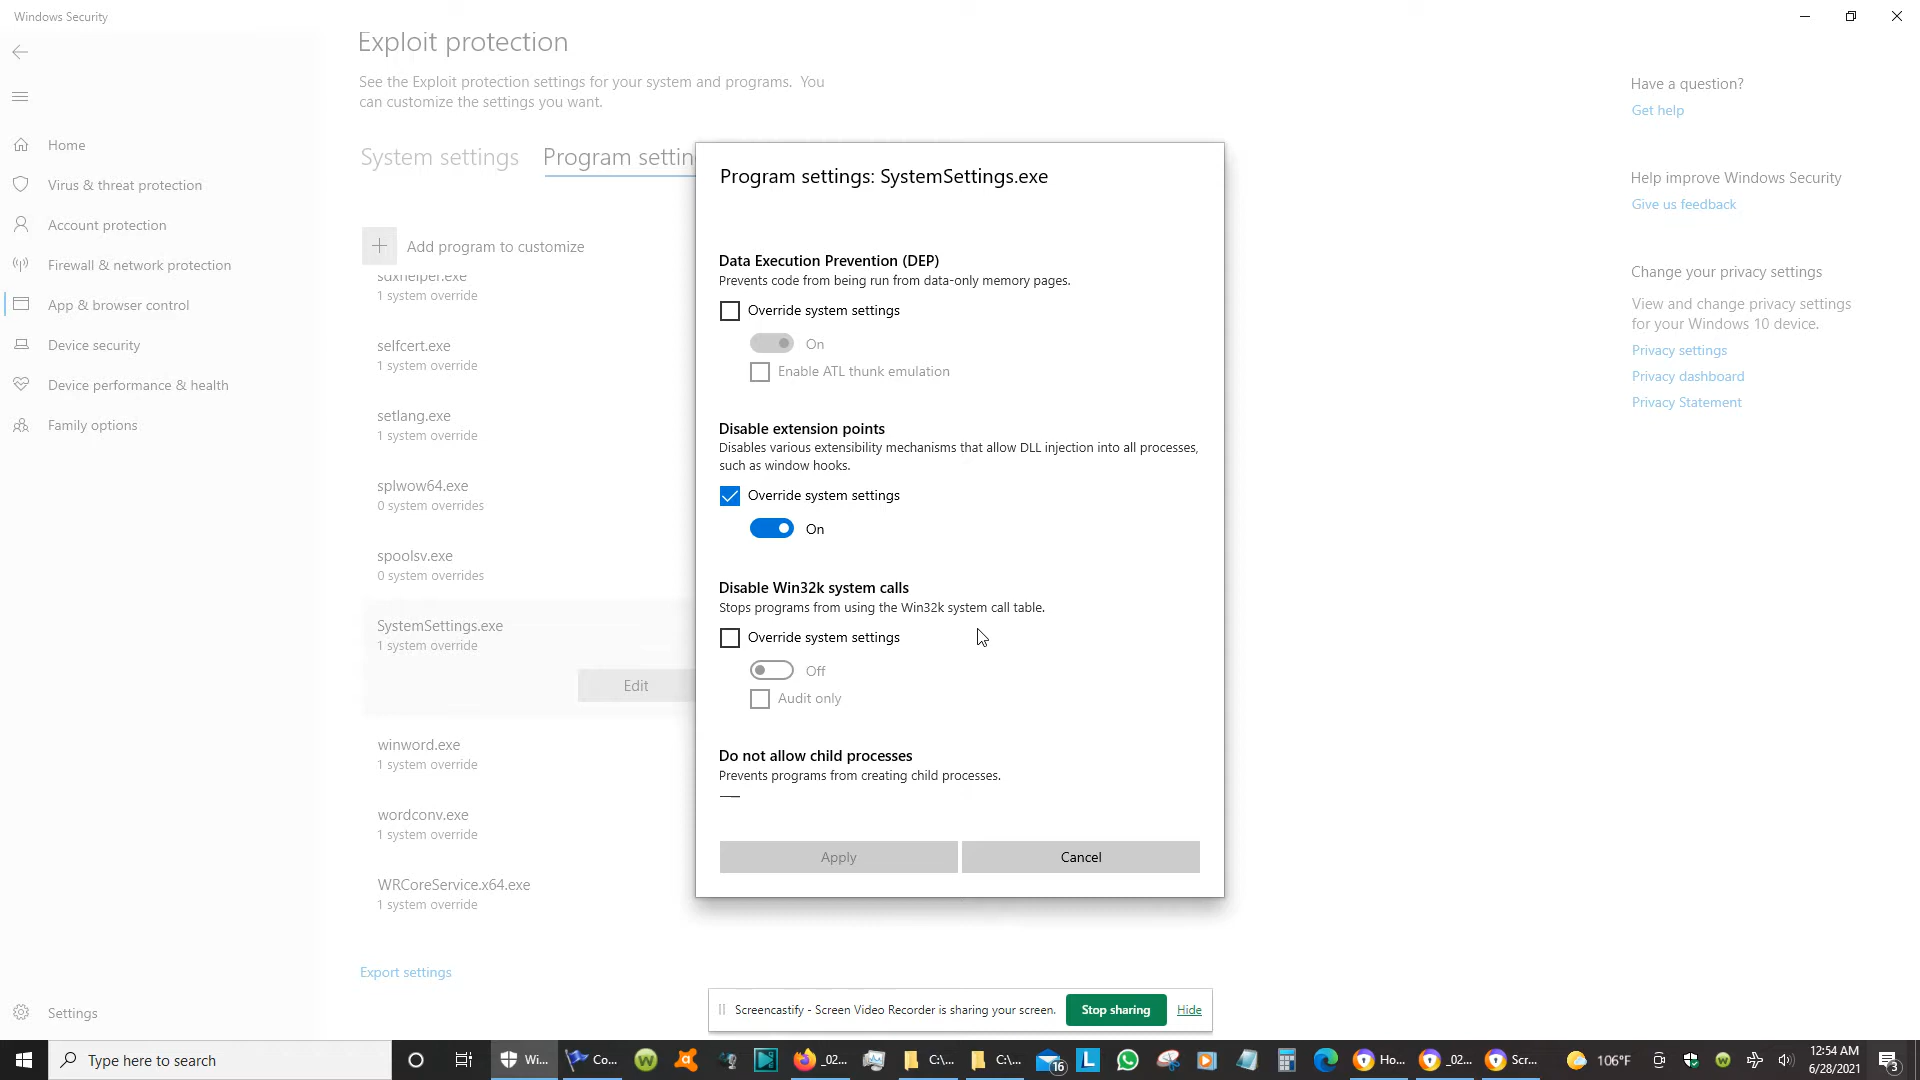 Windows Security
Exploit protection
See the Exploit protection settings for your system and programs. You
can customize the settings you want.
System settings
Program settin
Add program to customize
sdxhelper.exe
1 system override
selfcert.exe
1 system override
setlang.exe
1 system override
splwow64.exe
0 system overrides
spoolsv.exe
0 system overrides
SystemSettings.exe
1 system override
Edit
winword.exe
1 system override
wordconv.exe
1 system override
WRCoreService.x64.exe
1 system override
Export settings
Home
Virus & threat protection
Account protection
Firewall & network protection
App & browser control
Device security
Device performance & health
Family options
Settings
Program settings: SystemSettings.exe
Data Execution Prevention (DEP)
Prevents code from being run from data-only memory pages.
Override system settings
On
Enable ATL thunk emulation
Disable extension points
Disables various extensibility mechanisms that allow DLL injection into all processes,
such as window hooks.
Override system settings
On
Disable Win32k system calls
Stops programs from using the Win32k system call table.
Override system settings
Off
Audit only
Do not allow child processes
Prevents programs from creating child processes.
Apply
Cancel
Have a question?
Get help
Help improve Windows Security
Give us feedback
Change your privacy settings
View and change privacy settings
for your Windows 10 device.
Privacy settings
Privacy dashboard
Privacy Statement
Screencastify - Screen Video Recorder is sharing your screen.
Stop sharing
Hide
Type here to search
Wi...
Co...
_02...
C:\...
C:\...
16
L
Ho...
_02...
Scr...
106°F
12:54 AM
6/28/2021
3